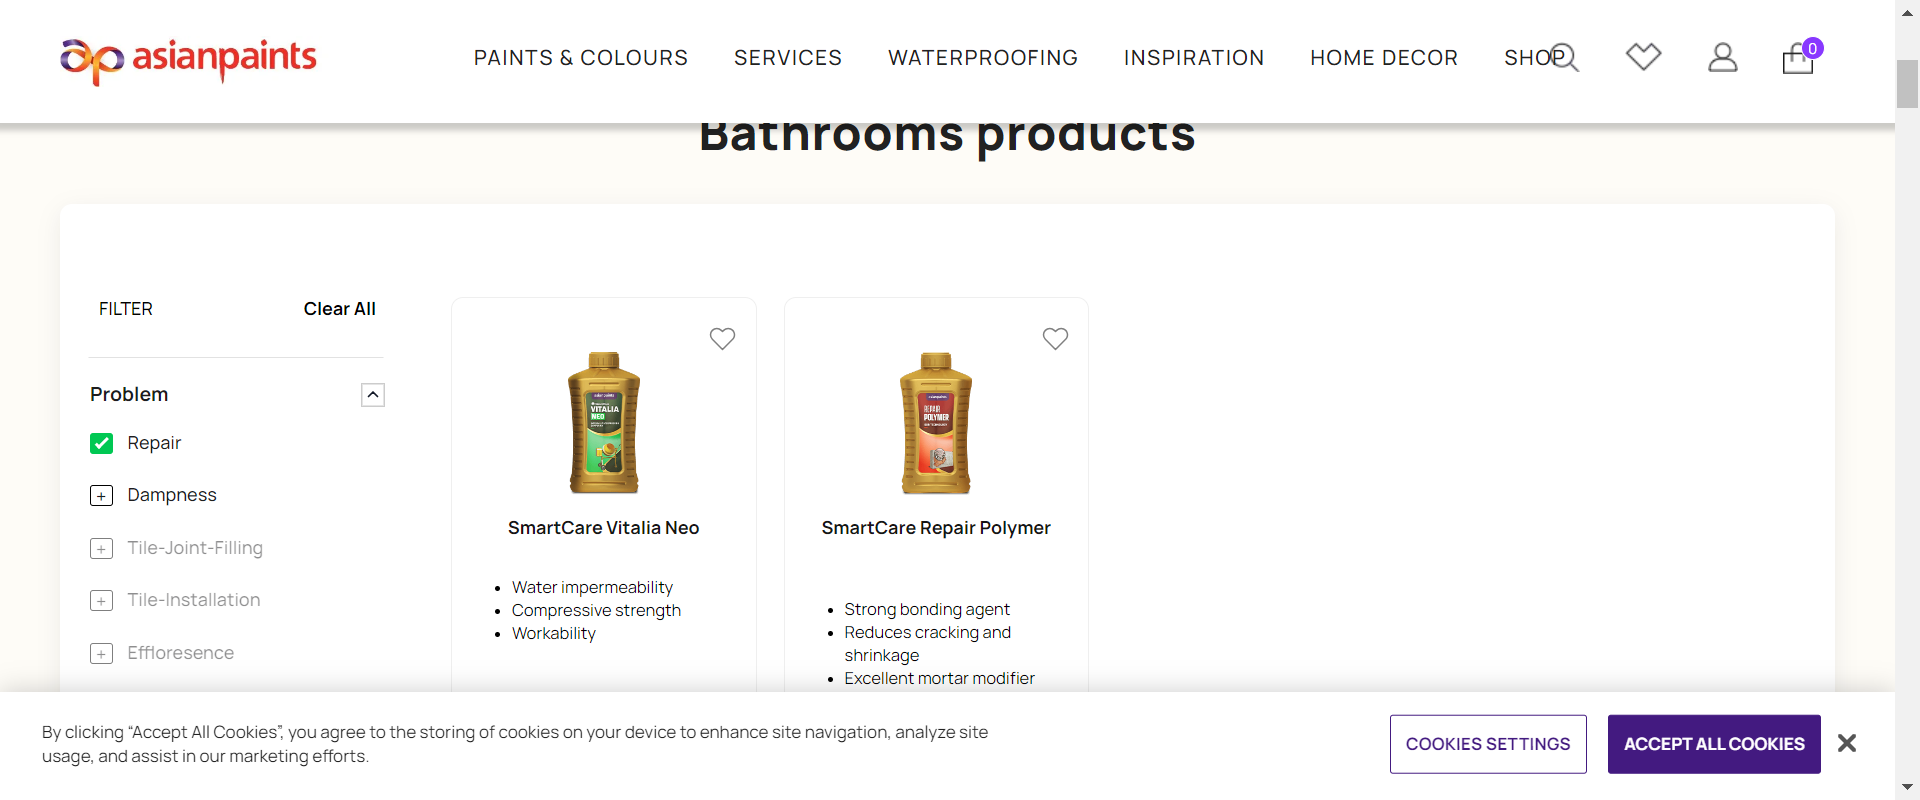 asianpaints
PAINTS & COLOURS
SERVICES
WATERPROOFING
INSPIRATION
HOME DECOR
SHOP
0
Bathrooms products
FILTER
Clear All
Problem
Repair
Dampness
Tile-Joint-Filling
Tile-Installation
Effloresence
VITALIA
NEO
SmartCare Vitalia Neo
• Water impermeability
• Compressive strength
• Workability
REPAIR
POLYMER
SmartCare Repair Polymer
• Strong bonding agent
• Reduces cracking and
shrinkage
• Excellent mortar modifier
By clicking “Accept All Cookies”, you agree to the storing of cookies on your device to enhance site navigation, analyze site
usage, and assist in our marketing efforts.
COOKIES SETTINGS
ACCEPT ALL COOKIES